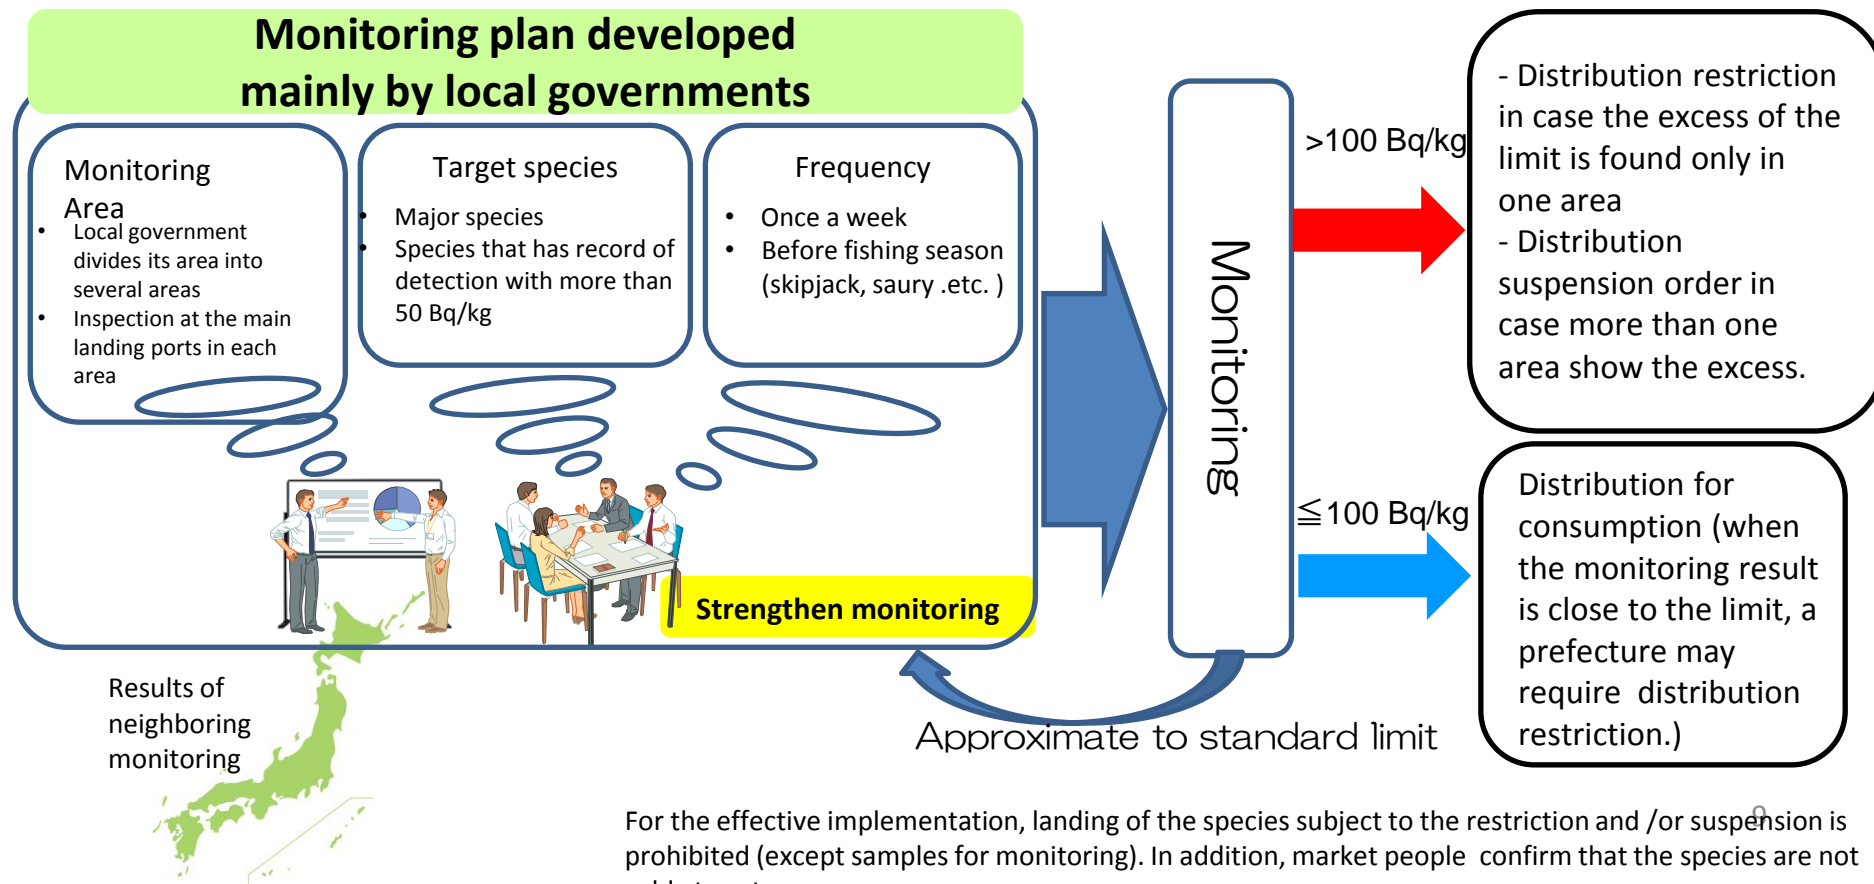 Monitoring plan developed
mainly by local governments
Monitoring
Area
• Local government
divides its area into
several areas
• Inspection at the main
landing ports in each
area
Target species
• Major species
• Species that has record of
detection with more than
50 Bq/kg
Frequency
• Once a week
• Before fishing season
(skipjack, saury .etc. )
Strengthen monitoring
Results of
neighboring
monitoring
Monitoring
Approximate to standard limit
>100 Bq/kg
- Distribution restriction
in case the excess of the
limit is found only in
one area
- Distribution
suspension order in
case more than one
area show the excess.
≦100 Bq/kg
Distribution for
consumption (when
the monitoring result
is close to the limit, a
prefecture may
require distribution
restriction.)
9
For the effective implementation, landing of the species subject to the restriction and /or suspension is
prohibited (except samples for monitoring). In addition, market people confirm that the species are not